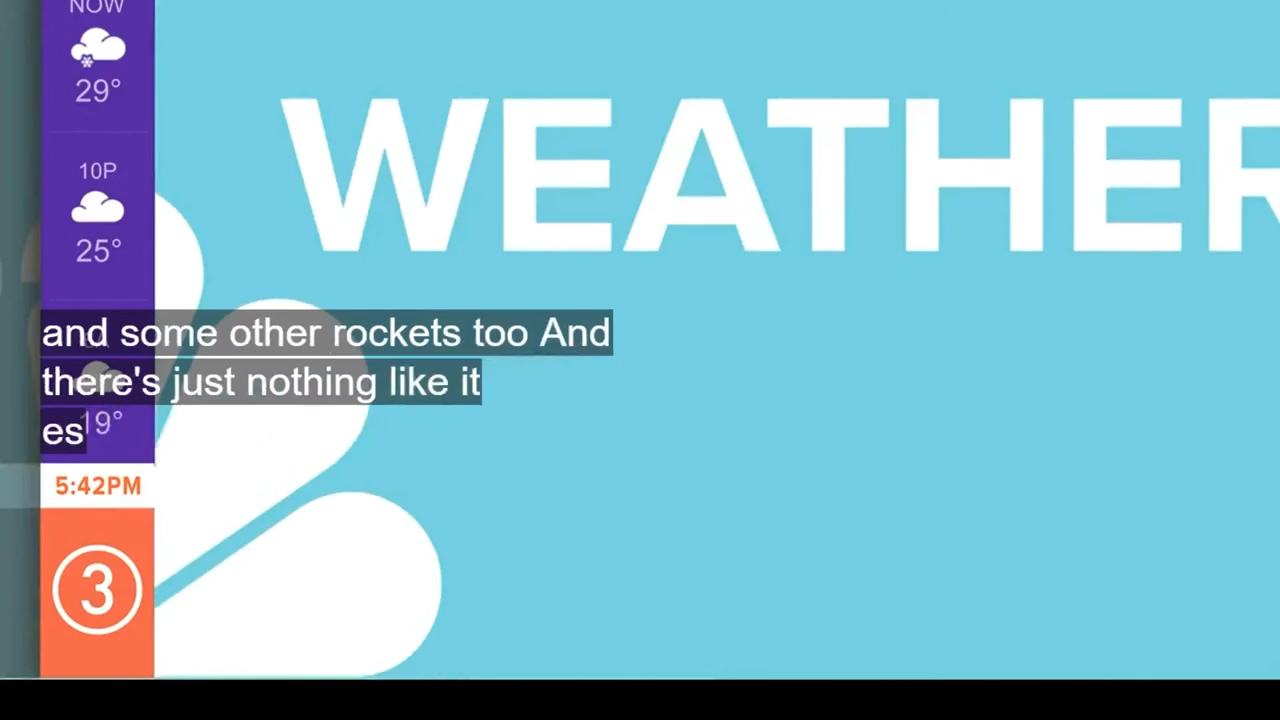 NOW
29°
WEATHER
10P
25°
and some other rockets too And
there's just nothing like it
es
19°
5:42PM
3